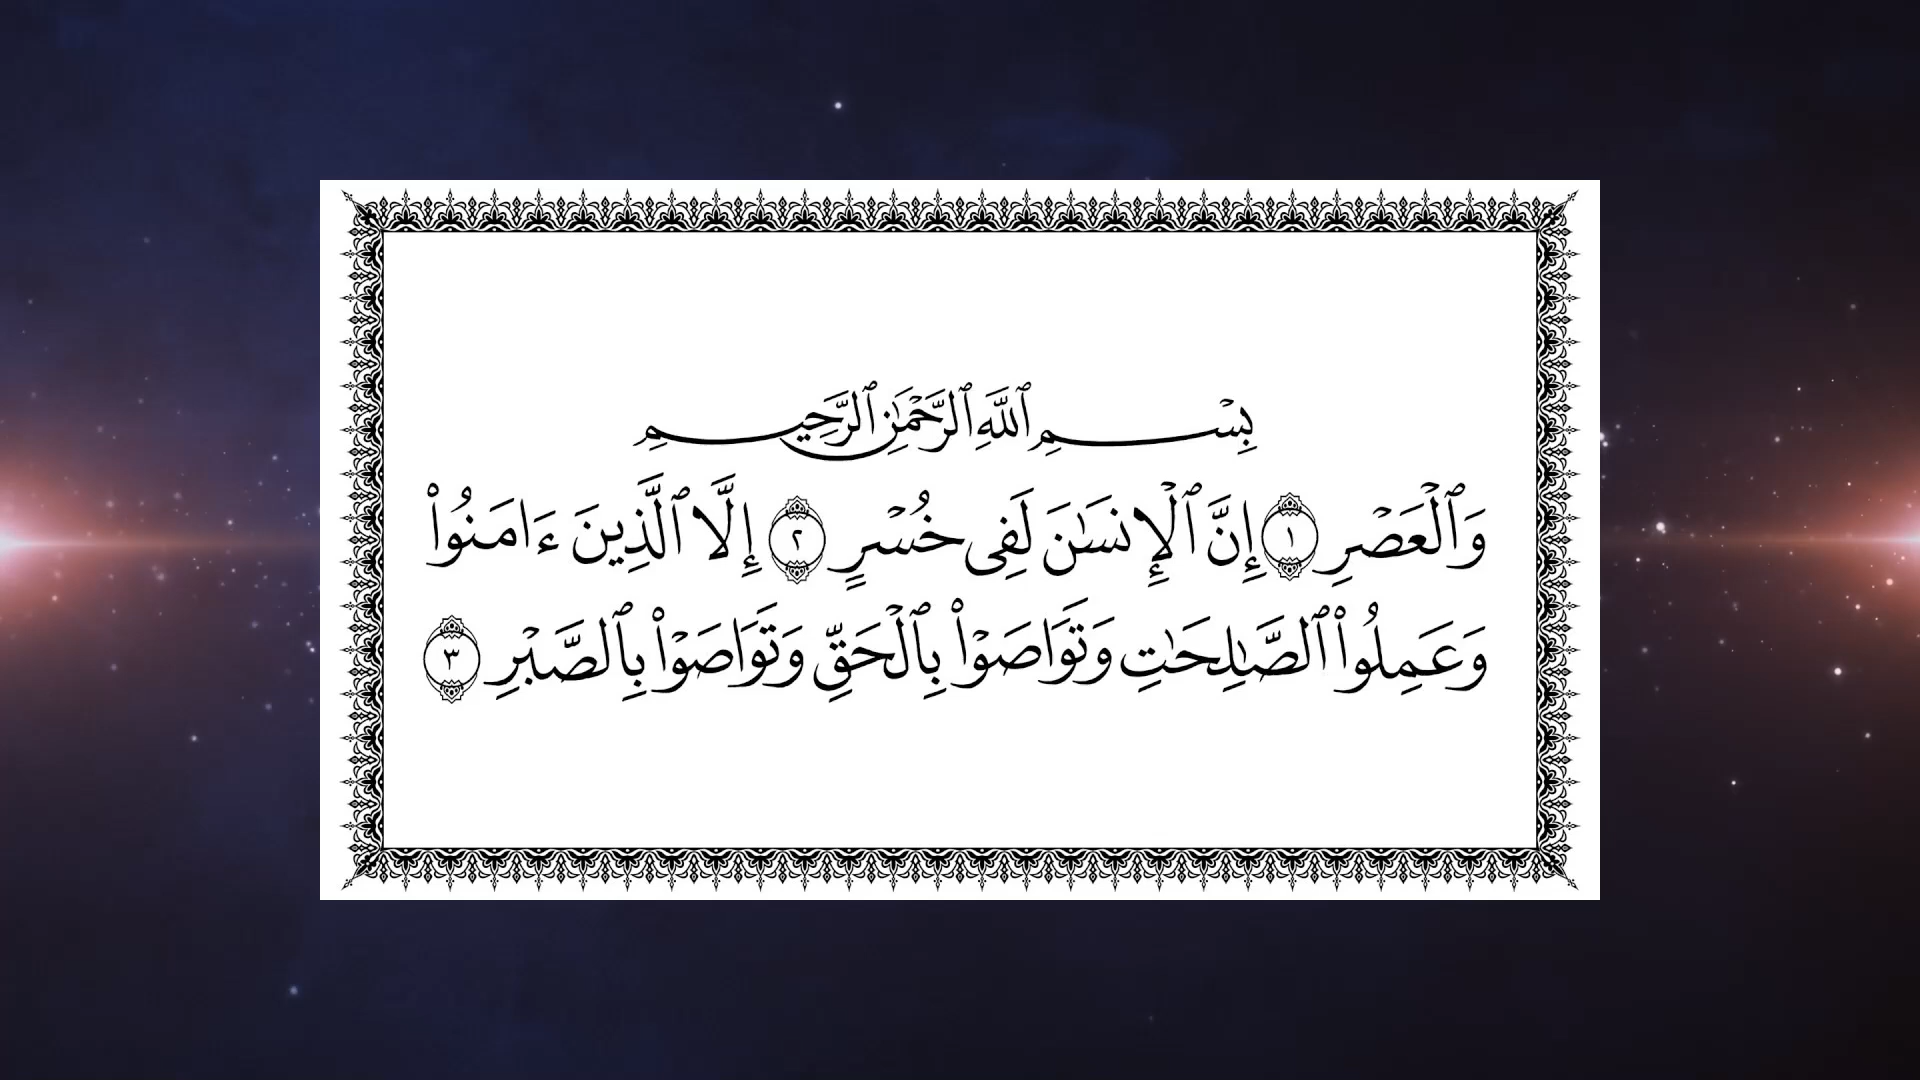 بِسْمِ ٱللَّهِ ٱلرَّحْمَٰنِ ٱلرَّحِيمِ
وَٱلْعَصْرِ ١ إِنَّ ٱلْإِنسَٰنَ لَفِى خُسْرٍ ٢ إِلَّا ٱلَّذِينَ ءَامَنُوا۟
وَعَمِلُوا۟ ٱلصَّٰلِحَٰتِ وَتَوَاصَوْا۟ بِٱلْحَقِّ وَتَوَاصَوْا۟ بِٱلصَّبْرِ ٣